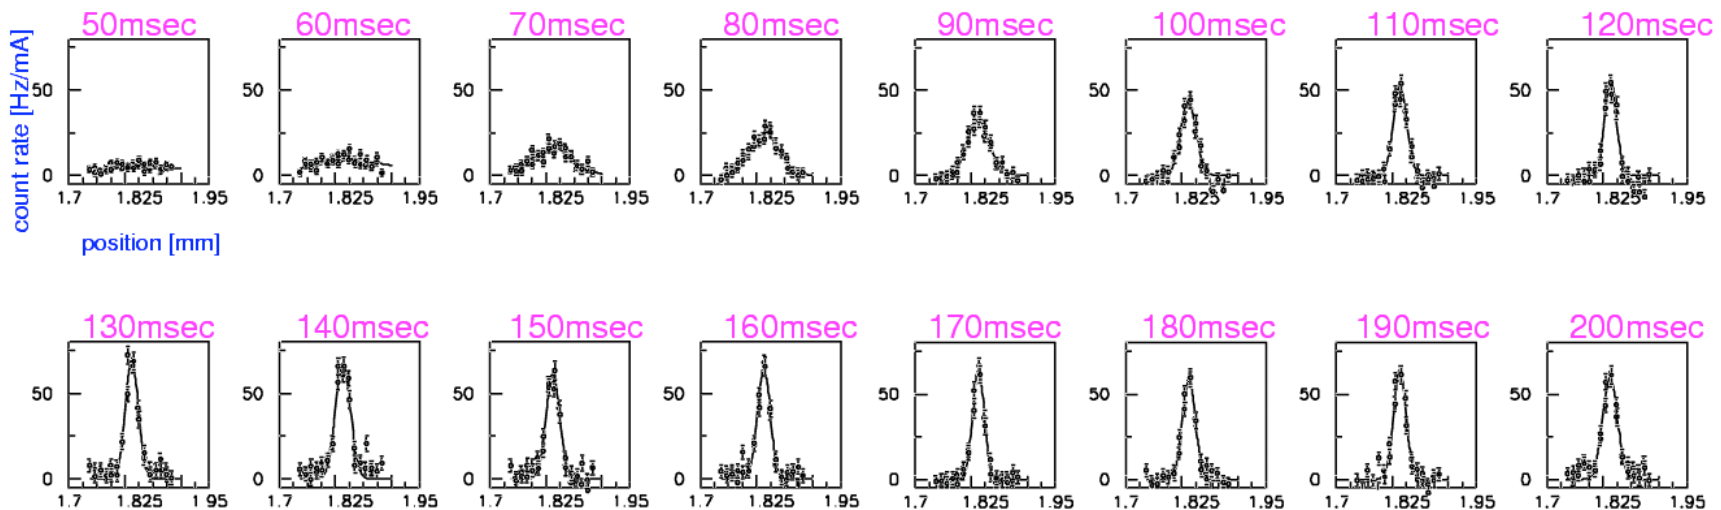 50msec 60msec 70msec 80msec 90msec 100msec 110msec 120msec
count rate [Hz/mA]
50 50 50 50 50 50 50 50
0 0 0 0 0 0 0 0
1.7 1.825 1.95 1.7 1.825 1.95 1.7 1.825 1.95 1.7 1.825 1.95 1.7 1.825 1.95 1.7 1.825 1.95 1.7 1.825 1.95 1.7 1.825 1.95
position [mm]
130msec 140msec 150msec 160msec 170msec 180msec 190msec 200msec
50 50 50 50 50 50 50 50
0 0 0 0 0 0 0 0
1.7 1.825 1.95 1.7 1.825 1.95 1.7 1.825 1.95 1.7 1.825 1.95 1.7 1.825 1.95 1.7 1.825 1.95 1.7 1.825 1.95 1.7 1.825 1.95